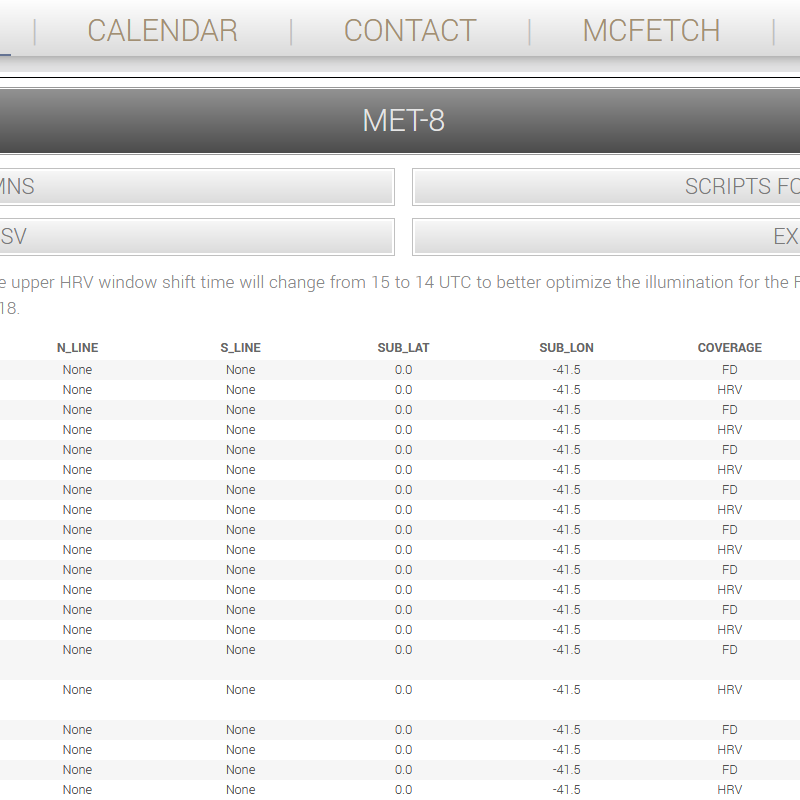 | CALENDAR | CONTACT | MCFETCH |
MET-8
MNS SCRIPTS FO
SV EX
e upper HRV window shift time will change from 15 to 14 UTC to better optimize the illumination for the F
18.
N_LINE S_LINE SUB_LAT SUB_LON COVERAGE
None None 0.0 -41.5 FD
None None 0.0 -41.5 HRV
None None 0.0 -41.5 FD
None None 0.0 -41.5 HRV
None None 0.0 -41.5 FD
None None 0.0 -41.5 HRV
None None 0.0 -41.5 FD
None None 0.0 -41.5 HRV
None None 0.0 -41.5 FD
None None 0.0 -41.5 HRV
None None 0.0 -41.5 FD
None None 0.0 -41.5 HRV
None None 0.0 -41.5 FD
None None 0.0 -41.5 HRV
None None 0.0 -41.5 FD
None None 0.0 -41.5 HRV
None None 0.0 -41.5 FD
None None 0.0 -41.5 HRV
None None 0.0 -41.5 FD
None None 0.0 -41.5 HRV